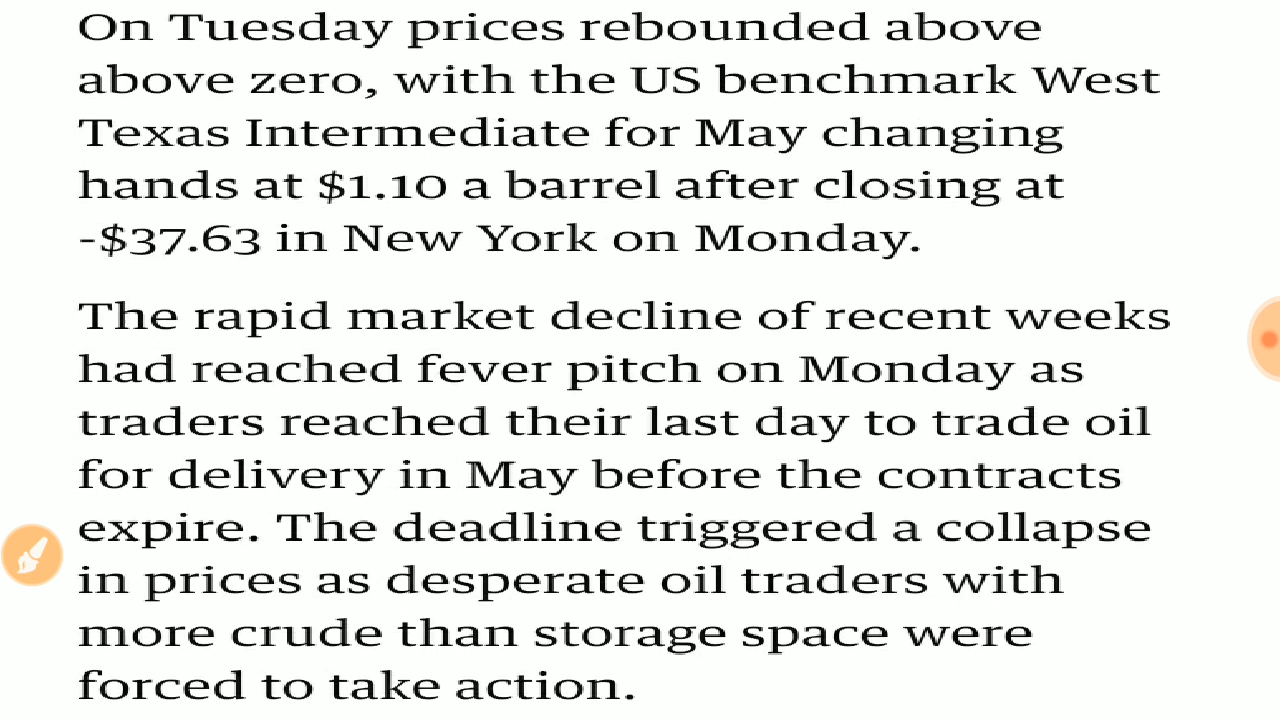 On Tuesday prices rebounded above
above zero, with the US benchmark West
Texas Intermediate for May changing
hands at $1.10 a barrel after closing at
-$37.63 in New York on Monday.
The rapid market decline of recent weeks
had reached fever pitch on Monday as
traders reached their last day to trade oil
for delivery in May before the contracts
expire. The deadline triggered a collapse
in prices as desperate oil traders with
more crude than storage space were
forced to take action.